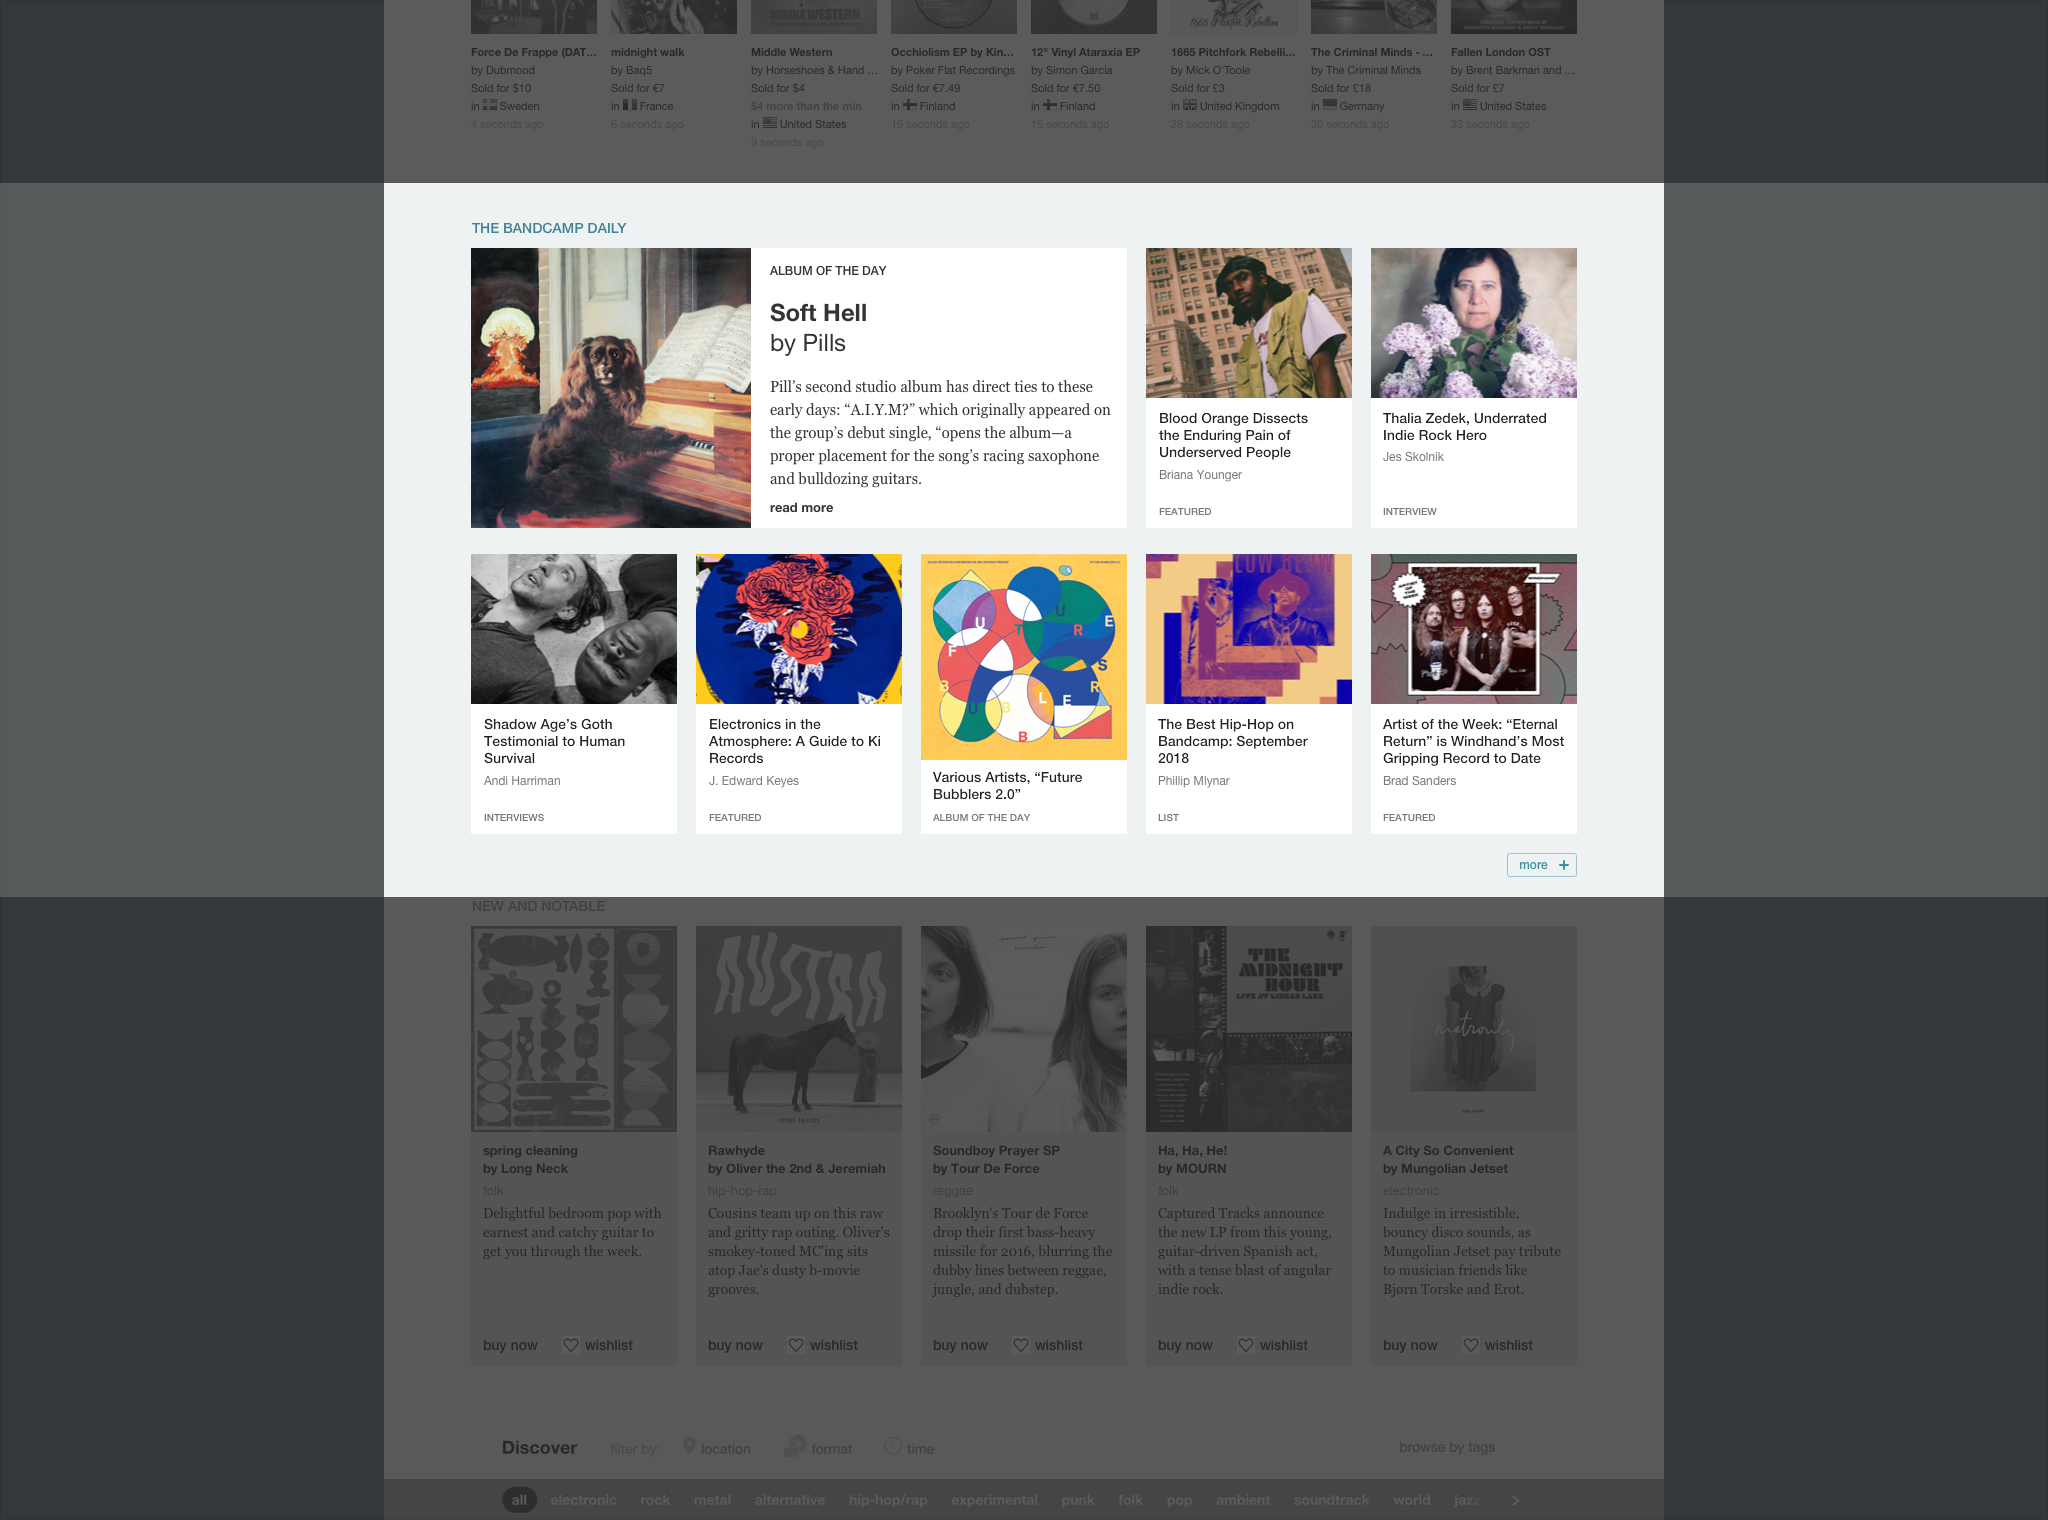 Force De Frappe (DAT...
by Dubmood
Sold for $10
in Sweden
4 seconds ago
midnight walk
by Baq5
Sold for €7
in France
6 seconds ago
MIDDLE WESTERN
Middle Western
by Horseshoes & Hand ...
Sold for $4
$4 more than the min
in United States
9 seconds ago
Occhiolism EP by Kin...
by Poker Flat Recordings
Sold for €7.49
in Finland
15 seconds ago
12" Vinyl Ataraxia EP
by Simon Garcia
Sold for €7.50
in Finland
15 seconds ago
1665 Pitchfork Rebellion
1665 Pitchfork Rebelli...
by Mick O'Toole
Sold for £3
in United Kingdom
28 seconds ago
The Criminal Minds - ...
by The Criminal Minds
Sold for £18
in Germany
30 seconds ago
Fallen London OST
by Brent Barkman and ...
Sold for £7
in United States
33 seconds ago
THE BANDCAMP DAILY
ALBUM OF THE DAY
Soft Hell
by Pills
Pill’s second studio album has direct ties to these
early days: “A.I.Y.M?” which originally appeared on
the group’s debut single, “opens the album—a
proper placement for the song’s racing saxophone
and bulldozing guitars.
read more
Blood Orange Dissects
the Enduring Pain of
Underserved People
Briana Younger
FEATURED
Thalia Zedek, Underrated
Indie Rock Hero
Jes Skolnik
INTERVIEW
Shadow Age’s Goth
Testimonial to Human
Survival
Andi Harriman
INTERVIEWS
Electronics in the
Atmosphere: A Guide to Ki
Records
J. Edward Keyes
FEATURED
FUTURE
BUBBLERS
Various Artists, “Future
Bubblers 2.0”
ALBUM OF THE DAY
The Best Hip-Hop on
Bandcamp: September
2018
Phillip Mlynar
LIST
ARTIST
OF THE
WEEK
Artist of the Week: “Eternal
Return” is Windhand’s Most
Gripping Record to Date
Brad Sanders
FEATURED
more +
NEW AND NOTABLE
spring cleaning
by Long Neck
folk
Delightful bedroom pop with
earnest and catchy guitar to
get you through the week.
buy now wishlist
AUSTRA
Rawhyde
by Oliver the 2nd & Jeremiah
hip-hop-rap
Cousins team up on this raw
and gritty rap outing. Oliver's
smokey-toned MC'ing sits
atop Jae's dusty b-movie
grooves.
buy now wishlist
Soundboy Prayer SP
by Tour De Force
reggae
Brooklyn's Tour de Force
drop their first bass-heavy
missile for 2016, blurring the
dubby lines between reggae,
jungle, and dubstep.
buy now wishlist
THE
MIDNIGHT
HOUR
LIVE AT LINEAR LABS
Ha, Ha, He!
by MOURN
folk
Captured Tracks announce
the new LP from this young,
guitar-driven Spanish act,
with a tense blast of angular
indie rock.
buy now wishlist
matrouly
A City So Convenient
by Mungolian Jetset
electronic
Indulge in irresistible,
bouncy disco sounds, as
Mungolian Jetset pay tribute
to musician friends like
Bjørn Torske and Erot.
buy now wishlist
Discover filter by: location format time browse by tags
all electronic rock metal alternative hip-hop/rap experimental punk folk pop ambient soundtrack world jazz